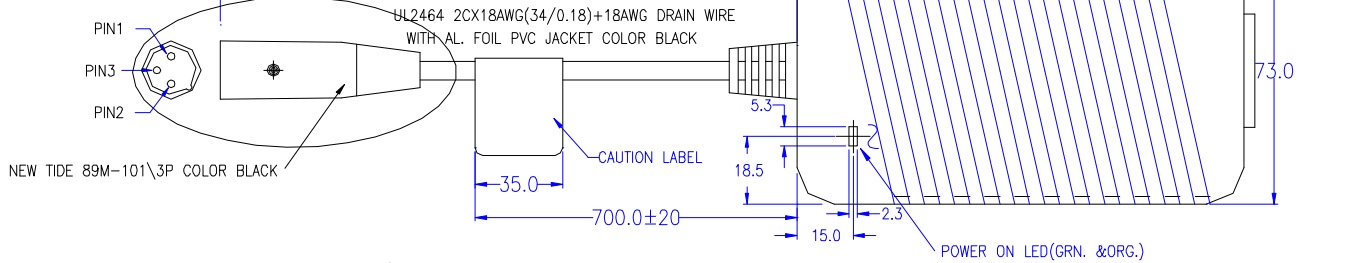 UL2464 2CX18AWG(34/0.18)+18AWG DRAIN WIRE
WITH AL. FOIL PVC JACKET COLOR BLACK
PIN1
PIN3
PIN2
NEW TIDE 89M-101\3P COLOR BLACK
CAUTION LABEL
35.0
700.0±20
5.3
18.5
2.3
15.0
73.0
POWER ON LED(GRN. &ORG.)